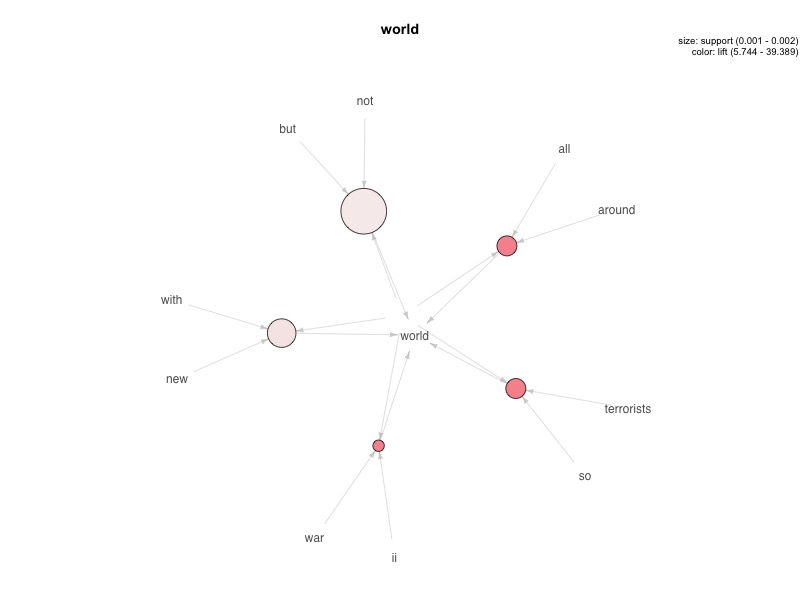 world
size: support (0.001 - 0.002)
color: lift (5.744 - 39.389)
not
but
all
around
with
world
new
terrorists
so
war
ii